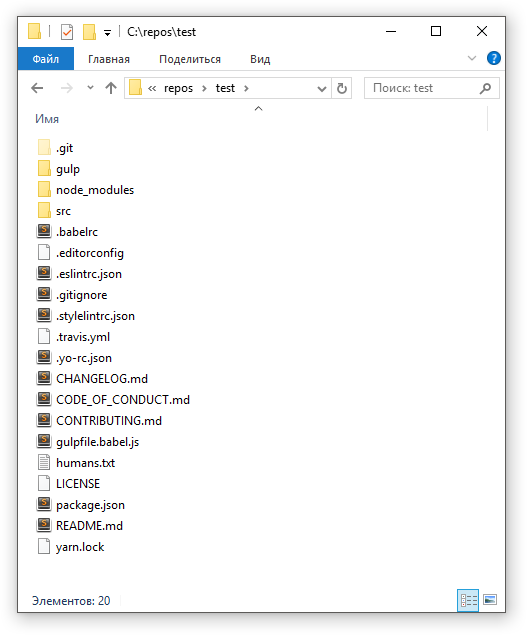 C:\repos\test
Файл Главная Поделиться Вид
« repos test Поиск: test
Имя
.git
gulp
node_modules
src
.babelrc
.editorconfig
.eslintrc.json
.gitignore
.stylelintrc.json
.travis.yml
.yo-rc.json
CHANGELOG.md
CODE_OF_CONDUCT.md
CONTRIBUTING.md
gulpfile.babel.js
humans.txt
LICENSE
package.json
README.md
yarn.lock
Элементов: 20